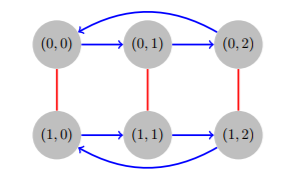 (0, 0) (0, 1) (0, 2)
(1, 0) (1, 1) (1, 2)